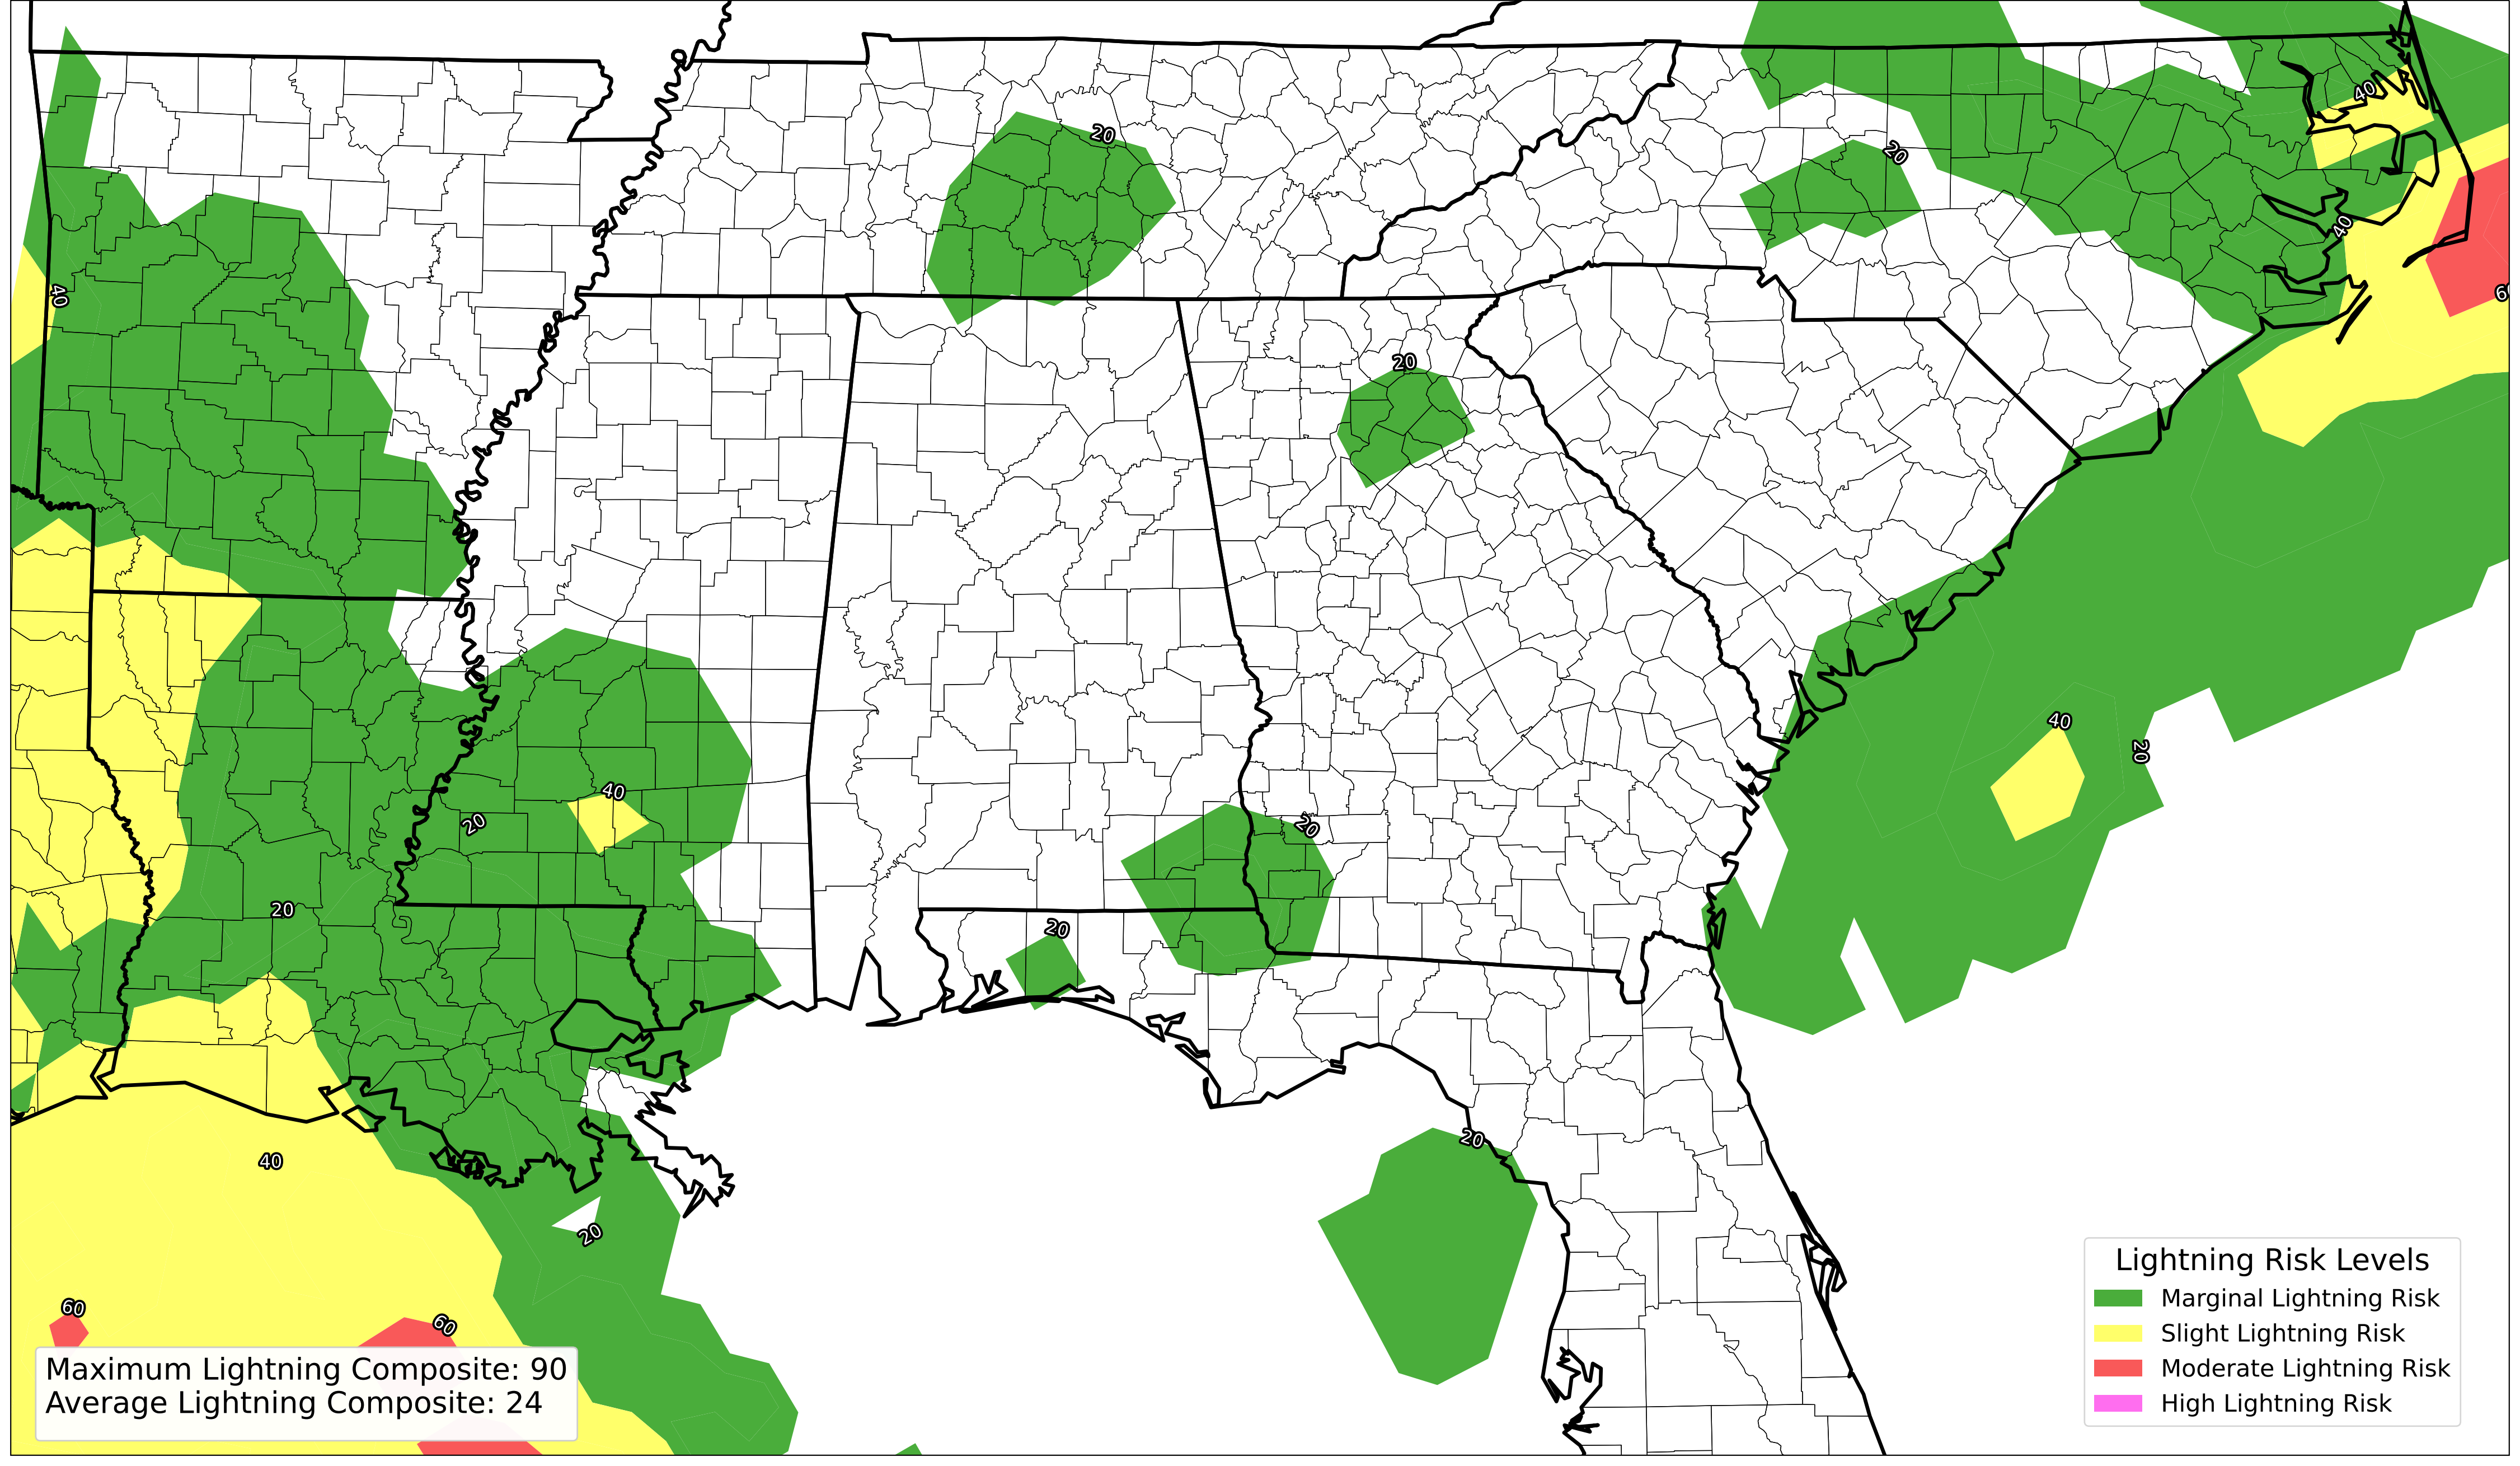 40
20
20
40
40
60
20
40
20
40
20
20
20
20
20
40
20
20
60
60
Maximum Lightning Composite: 90
Average Lightning Composite: 24
Lightning Risk Levels
Marginal Lightning Risk
Slight Lightning Risk
Moderate Lightning Risk
High Lightning Risk